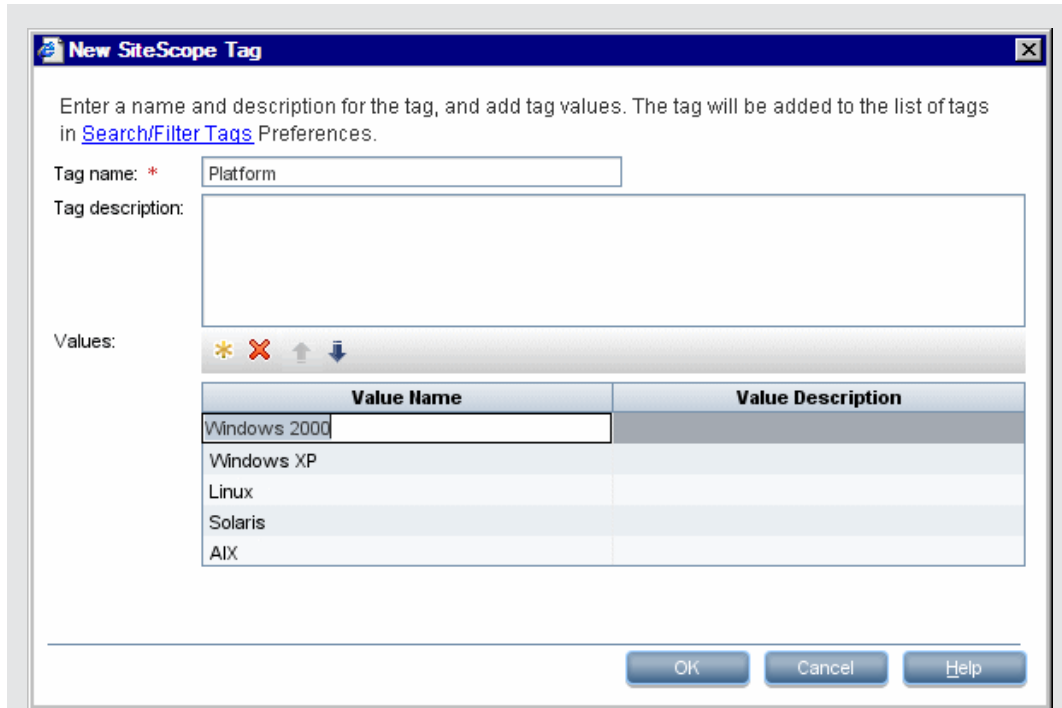 New SiteScope Tag
Enter a name and description for the tag, and add tag values. The tag will be added to the list of tags
in Search/Filter Tags Preferences.
Tag name: * Platform
Tag description:
Values:
Value Name Value Description
Windows 2000
Windows XP
Linux
Solaris
AIX
OK Cancel Help